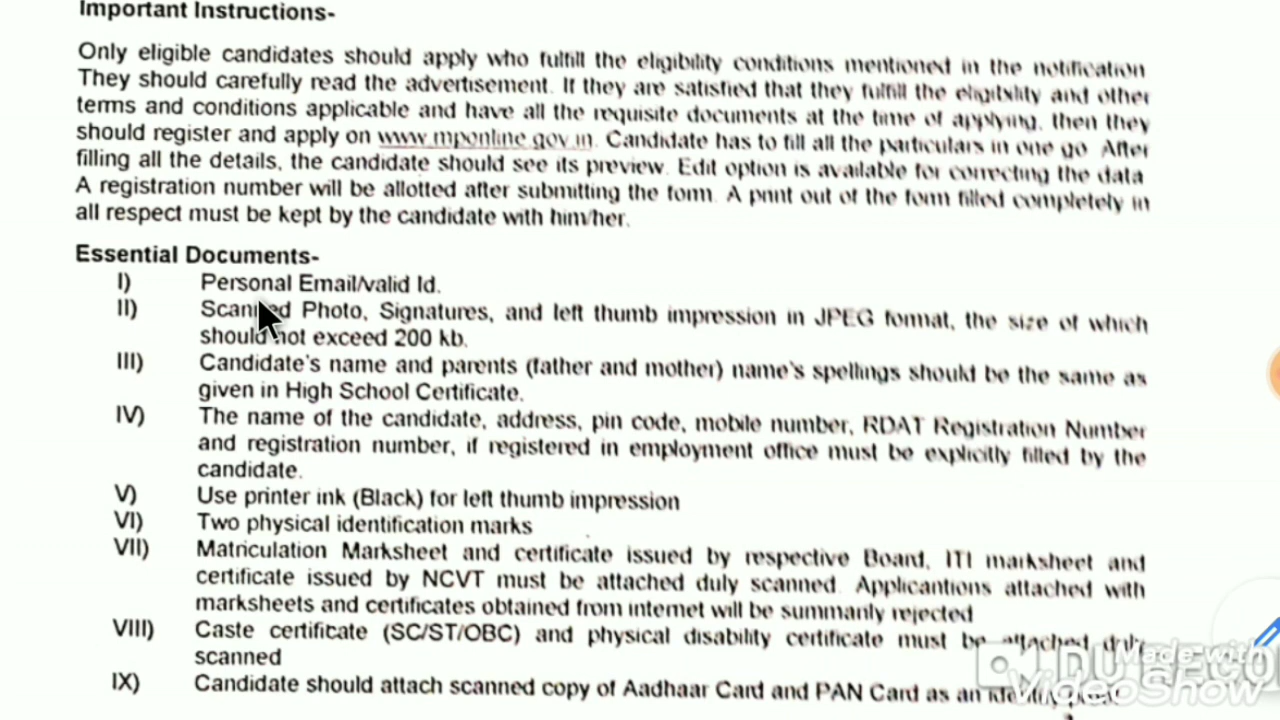 Important Instructions-
Only eligible candidates should apply who fulfill the eligibility conditions mentioned in the notification
They should carefully read the advertisement. If they are satisfied that they fulfill the eligibility and other
terms and conditions applicable and have all the requisite documents at the time of applying, then they
should register and apply on www.mponline.gov.in. Candidate has to fill all the particulars in one go. After
filling all the details, the candidate should see its preview. Edit option is available for correcting the data
A registration number will be allotted after submitting the form. A print out of the form filled completely in
all respect must be kept by the candidate with him/her.
Essential Documents-
I) Personal Email/valid Id.
II) Scanned Photo, Signatures, and left thumb impression in JPEG format, the size of which
should not exceed 200 kb.
III) Candidate's name and parents (father and mother) name's spellings should be the same as
given in High School Certificate.
IV) The name of the candidate, address, pin code, mobile number, RDAT Registration Number
and registration number, if registered in employment office must be explicitly filled by the
candidate.
V) Use printer ink (Black) for left thumb impression
VI) Two physical identification marks
VII) Matriculation Marksheet and certificate issued by respective Board, ITI marksheet and
certificate issued by NCVT must be attached duly scanned. Applicantions attached with
marksheets and certificates obtained from internet will be summarily rejected
VIII) Caste certificate (SC/ST/OBC) and physical disability certificate must be attached duly
scanned
IX) Candidate should attach scanned copy of Aadhaar Card and PAN Card as an identity
Made with
VideoShow